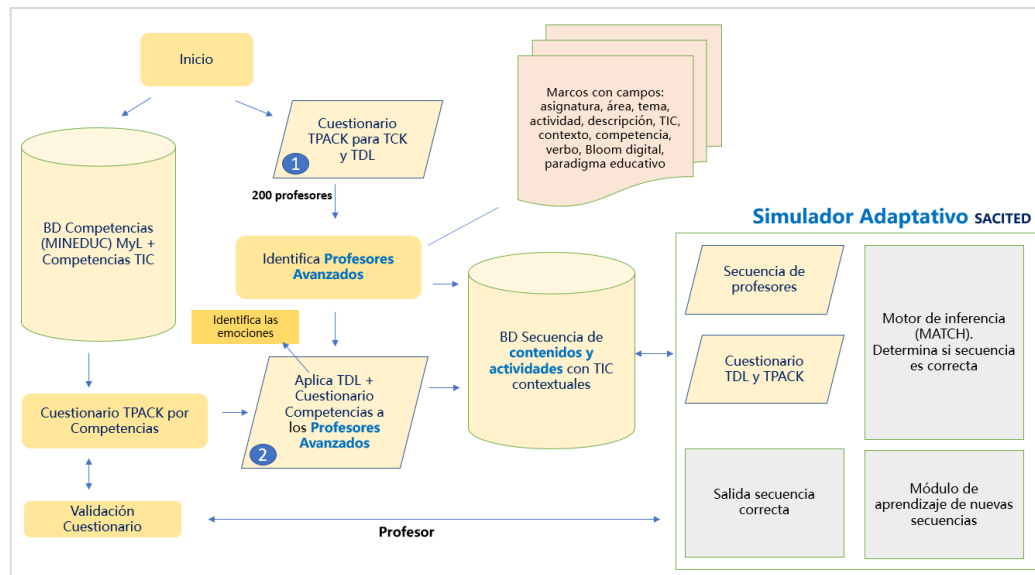 Inicio
Cuestionario
TPACK para TCK
y TDL
1
200 profesores
Marcos con campos:
asignatura, área, tema,
actividad, descripción, TIC,
contexto, competencia,
verbo, Bloom digital,
paradigma educativo
BD Competencias
(MINEDUC) MyL +
Competencias TIC
Identifica Profesores
Avanzados
Identifica las
emociones
Aplica TDL +
Cuestionario
Competencias a
los Profesores
Avanzados
2
Cuestionario TPACK por
Competencias
Validación
Cuestionario
BD Secuencia de
contenidos y
actividades con TIC
contextuales
Profesor
Simulador Adaptativo SACITED
Secuencia de
profesores
Cuestionario
TDL y TPACK
Motor de inferencia
(MATCH).
Determina si secuencia
es correcta
Salida secuencia
correcta
Módulo de
aprendizaje de nuevas
secuencias